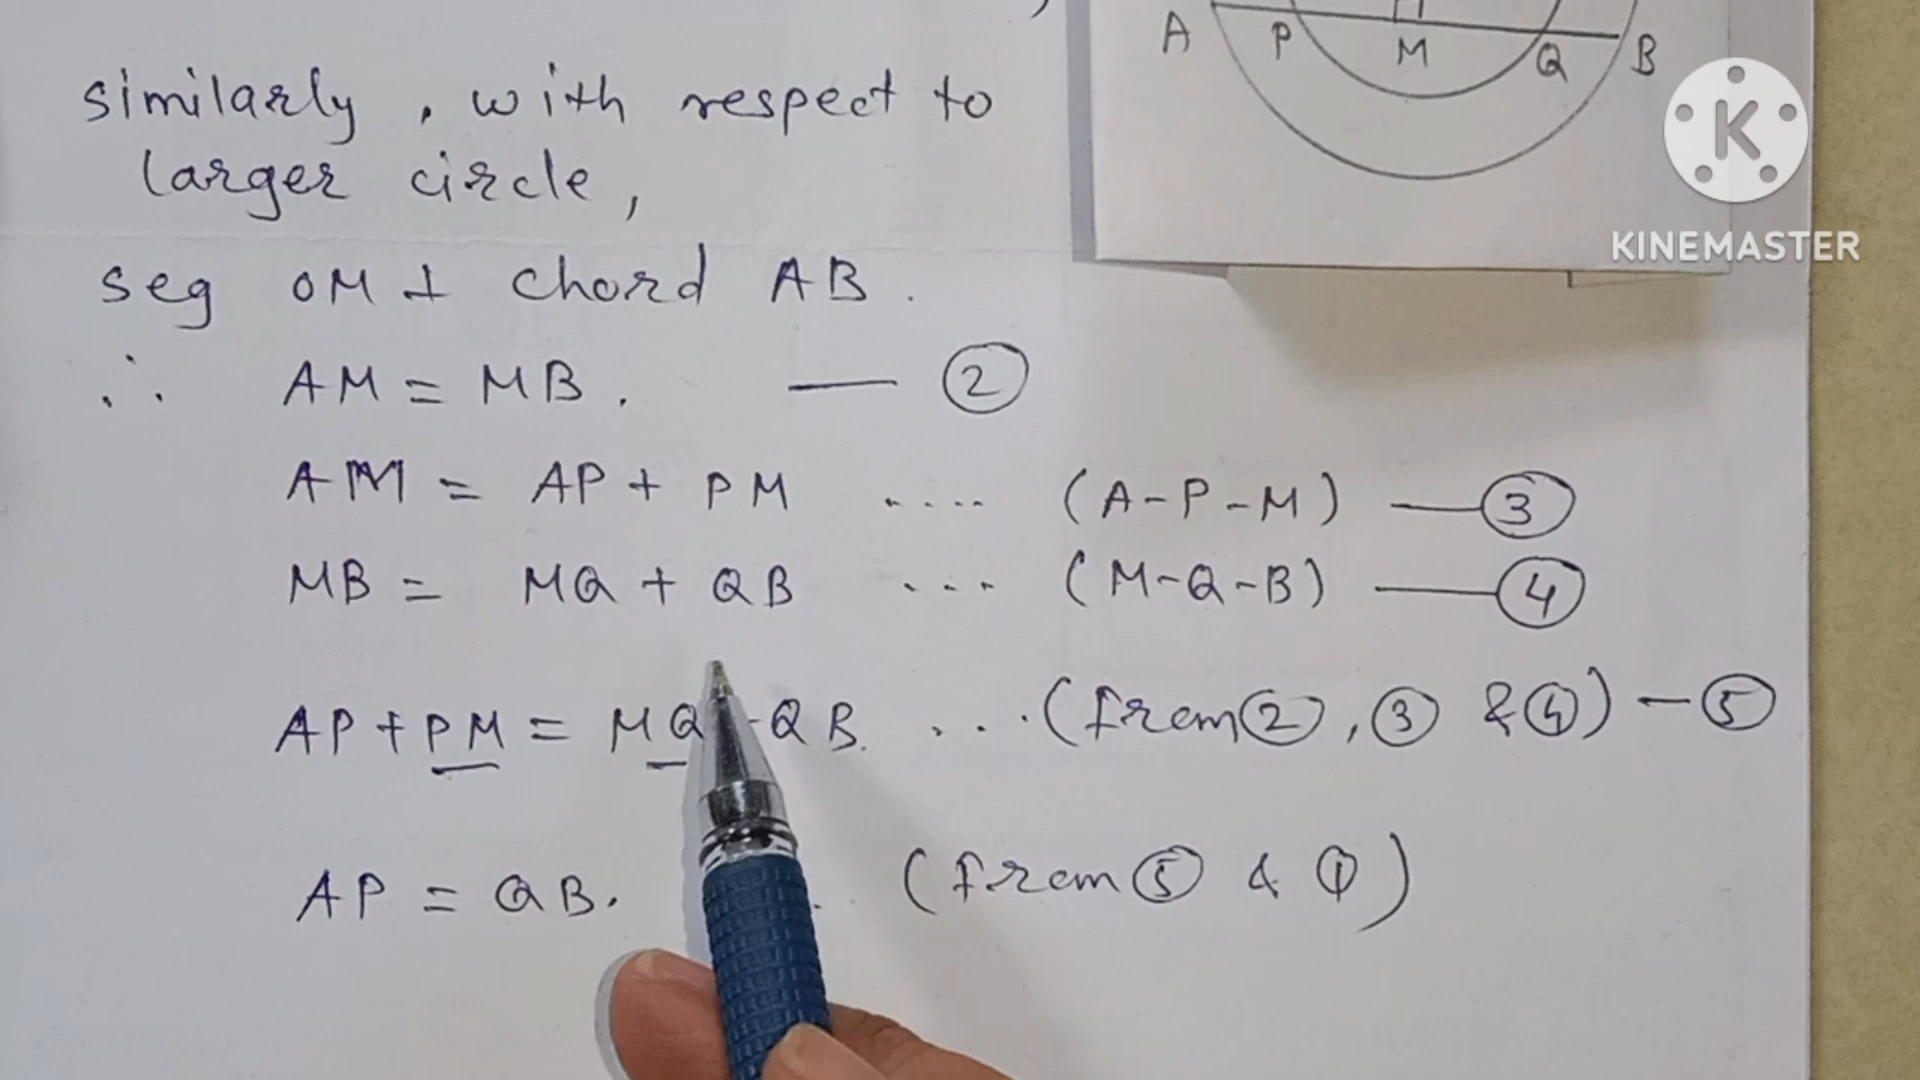 A P M Q B
similarly, with respect to
larger circle,
seg OM ⊥ chord AB.
∴ AM = MB. — ②
AM = AP + PM .... (A-P-M) — ③
MB = MQ + QB ... (M-Q-B) — ④
AP + PM = MQ QB. ... (from ②, ③ & ④) — ⑤
AP = QB. .. (from ⑤ & ①)
K
KINEMASTER